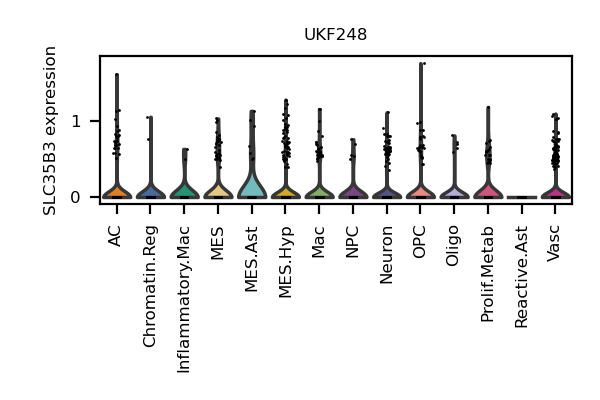 UKF248
SLC35B3 expression
1
0
AC
Chromatin.Reg
Inflammatory.Mac
MES
MES.Ast
MES.Hyp
Mac
NPC
Neuron
OPC
Oligo
Prolif.Metab
Reactive.Ast
Vasc